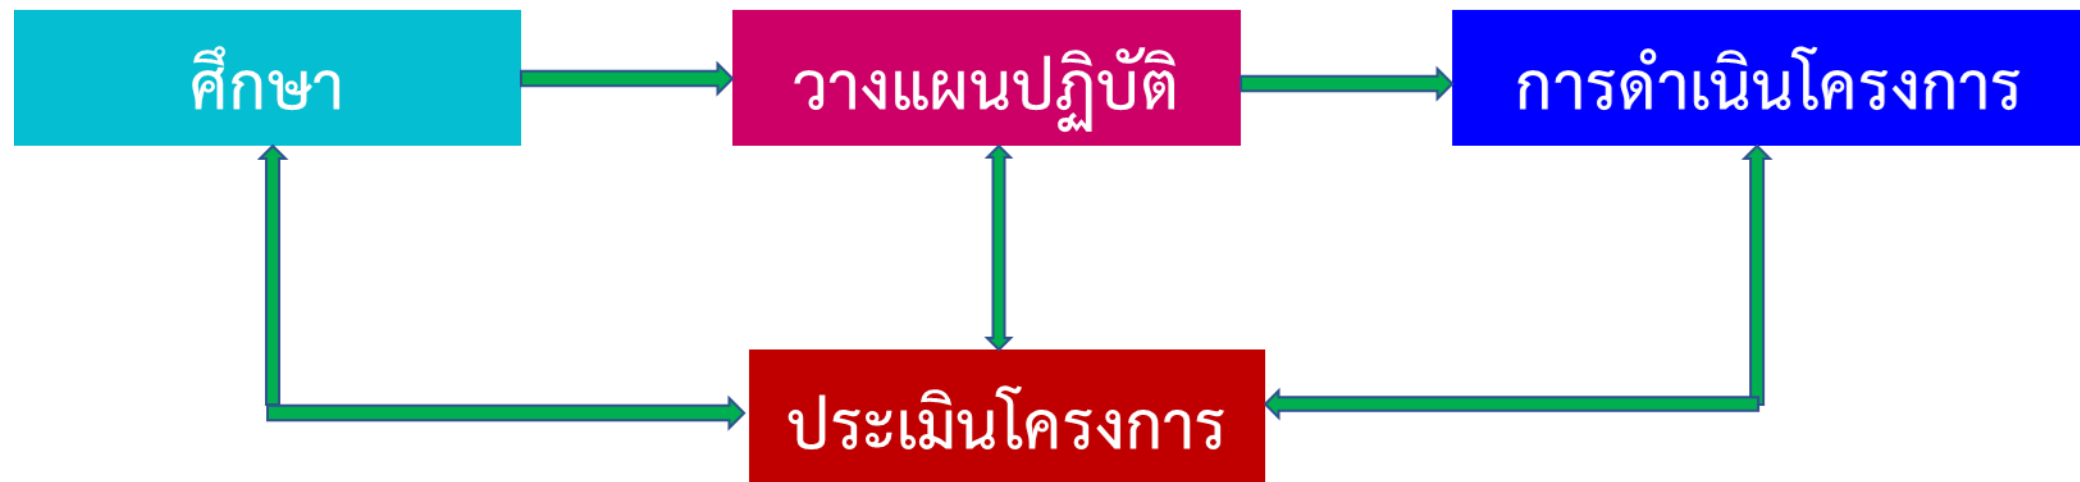 ศึกษา
วางแผนปฏิบัติ
การดำเนินโครงการ
ประเมินโครงการ